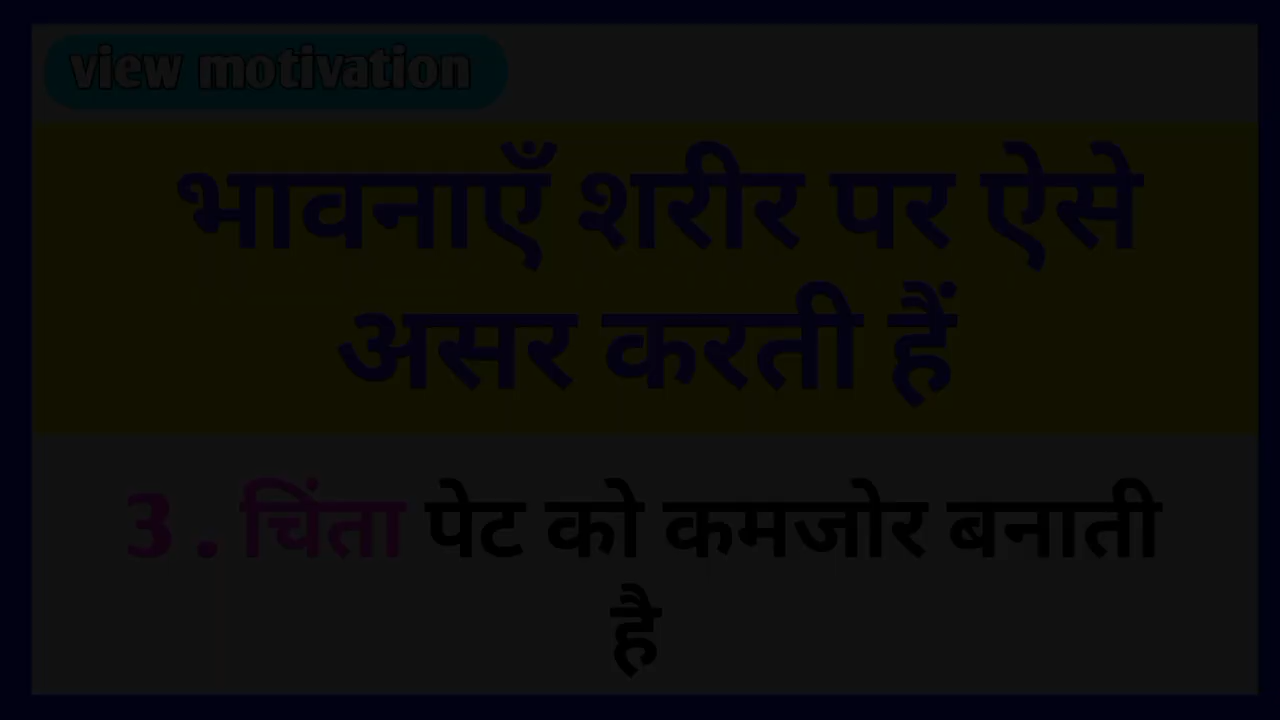 view motivation
भावनाएँ शरीर पर ऐसे
असर करती हैं
3 . चिंता पेट को कमजोर बनाती
है